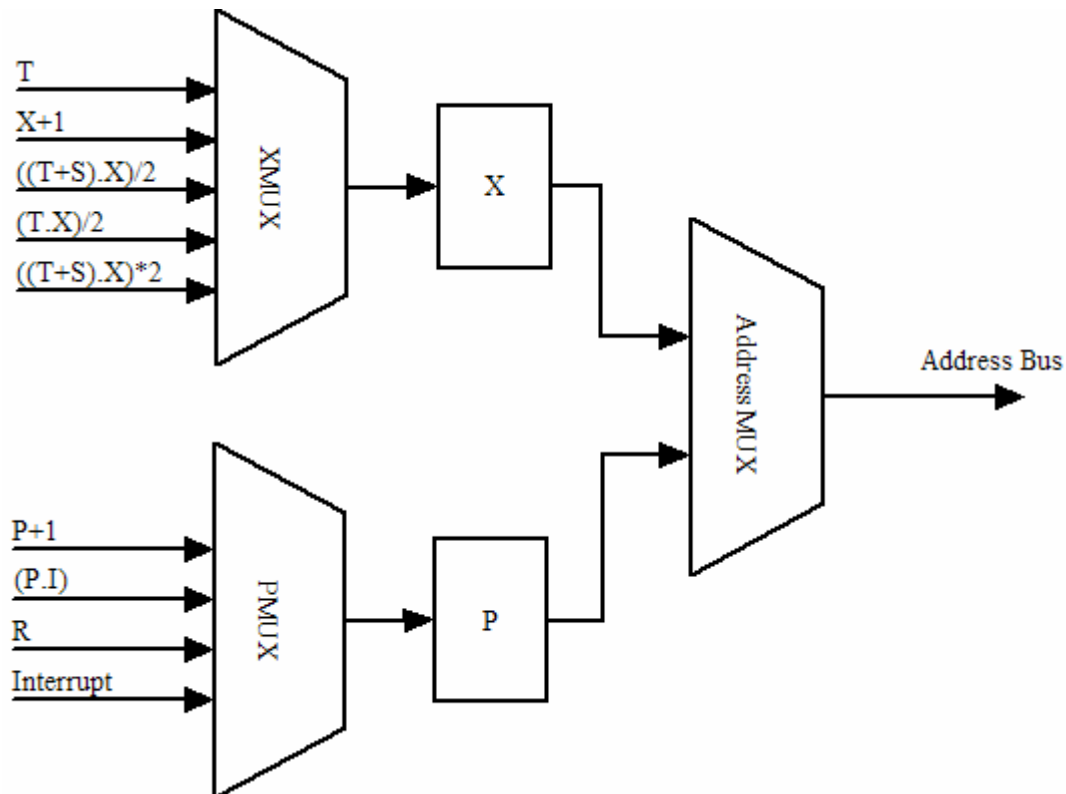 T
X+1
((T+S).X)/2
(T.X)/2
((T+S).X)*2
XMUX
X
Address MUX
Address Bus
P+1
(P.I)
R
Interrupt
PMUX
P